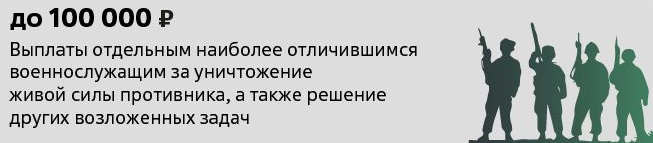 до 100 000 ₽
Выплаты отдельным наиболее отличившимся
военнослужащим за уничтожение
живой силы противника, а также решение
других возложенных задач